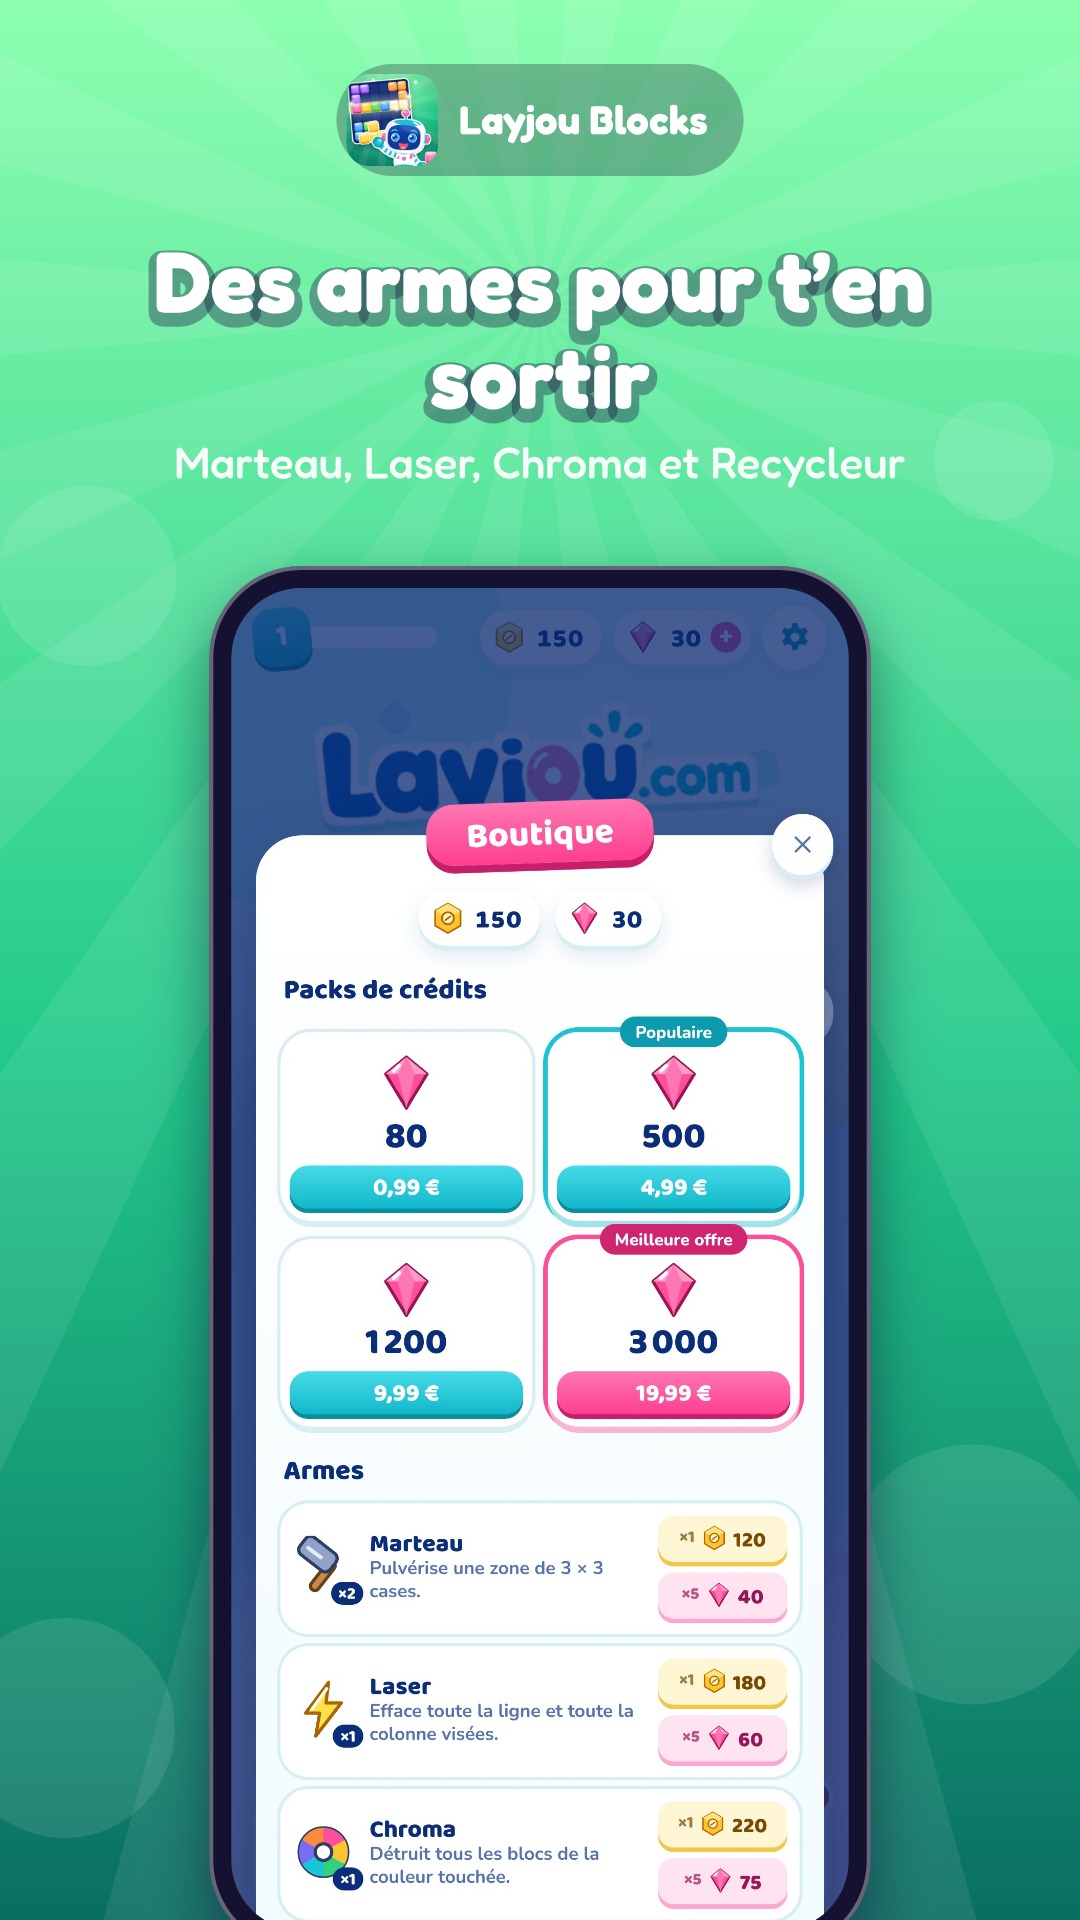 Layjou Blocks
Des armes pour t'en
sortir
Marteau, Laser, Chroma et Recycleur
1
150
30
+
Layjou.com
Boutique
150
30
Packs de crédits
80
0,99 €
Populaire
500
4,99 €
1 200
9,99 €
Meilleure offre
3 000
19,99 €
Armes
Marteau
Pulvérise une zone de 3 × 3
cases.
×2
×1 120
×5 40
Laser
Efface toute la ligne et toute la
colonne visées.
×1
×1 180
×5 60
Chroma
Détruit tous les blocs de la
couleur touchée.
×1
×1 220
×5 75